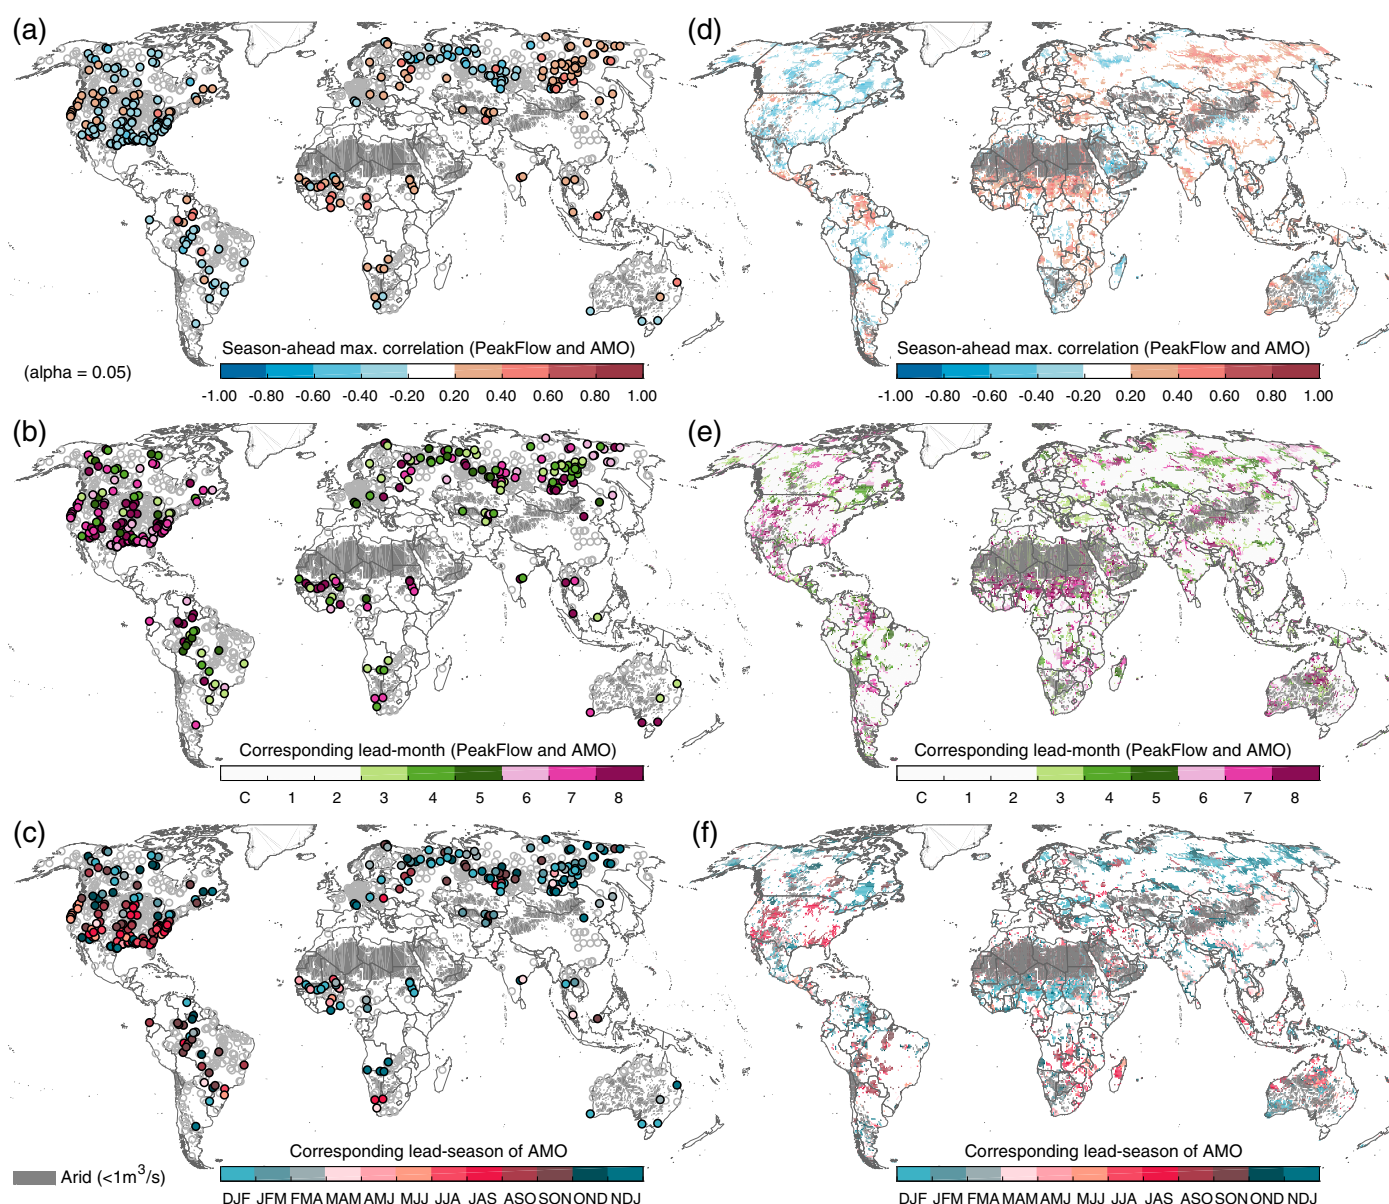 (a)
(d)
Season-ahead max. correlation (PeakFlow and AMO)
(alpha = 0.05)
-1.00 -0.80 -0.60 -0.40 -0.20 0.20 0.40 0.60 0.80 1.00
Season-ahead max. correlation (PeakFlow and AMO)
-1.00 -0.80 -0.60 -0.40 -0.20 0.20 0.40 0.60 0.80 1.00
(b)
(e)
Corresponding lead-month (PeakFlow and AMO)
C 1 2 3 4 5 6 7 8
Corresponding lead-month (PeakFlow and AMO)
C 1 2 3 4 5 6 7 8
(c)
(f)
Corresponding lead-season of AMO
Arid (<1m³/s)
DJF JFM FMA MAM AMJ MJJ JJA JAS ASO SON OND NDJ
Corresponding lead-season of AMO
DJF JFM FMA MAM AMJ MJJ JJA JAS ASO SON OND NDJ